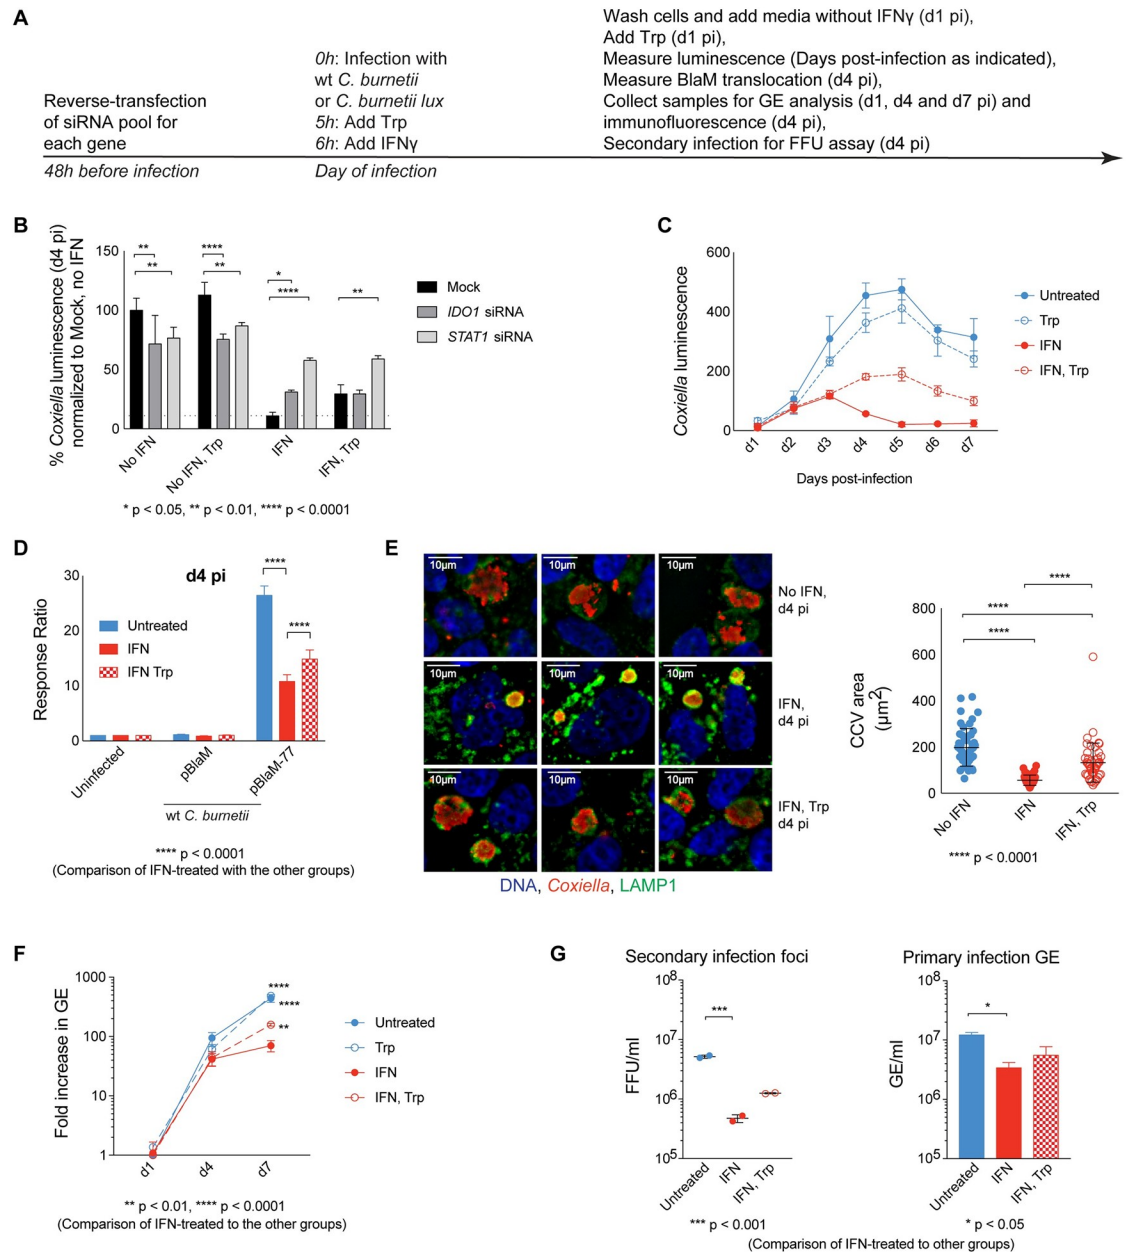 A
Reverse-transfection
of siRNA pool for
each gene
48h before infection
0h: Infection with
wt C. burnetii
or C. burnetii lux
5h: Add Trp
6h: Add IFNγ
Day of infection
Wash cells and add media without IFNγ (d1 pi),
Add Trp (d1 pi),
Measure luminescence (Days post-infection as indicated),
Measure BlaM translocation (d4 pi),
Collect samples for GE analysis (d1, d4 and d7 pi) and
immunofluorescence (d4 pi),
Secondary infection for FFU assay (d4 pi)
B
% Coxiella luminescence (d4 pi)
normalized to Mock, no IFN
150
100
50
0
**
**
****
**
*
****
**
Mock
IDO1 siRNA
STAT1 siRNA
No IFN
No IFN, Trp
IFN
IFN, Trp
* p < 0.05, ** p < 0.01, **** p < 0.0001
C
Coxiella luminescence
600
400
200
0
d1
d2
d3
d4
d5
d6
d7
Days post-infection
Untreated
Trp
IFN
IFN, Trp
D
d4 pi
Response Ratio
30
20
10
0
Untreated
IFN
IFN Trp
****
****
Uninfected
pBlaM
pBlaM-77
wt C. burnetii
**** p < 0.0001
(Comparison of IFN-treated with the other groups)
E
10µm
10µm
10µm
No IFN,
d4 pi
10µm
10µm
10µm
IFN,
d4 pi
10µm
10µm
10µm
IFN, Trp
d4 pi
DNA, Coxiella, LAMP1
CCV area
(µm2)
800
600
400
200
0
****
****
****
No IFN
IFN
IFN, Trp
**** p < 0.0001
F
Fold increase in GE
1000
100
10
1
****
****
**
d1
d4
d7
Untreated
Trp
IFN
IFN, Trp
** p < 0.01, **** p < 0.0001
(Comparison of IFN-treated to the other groups)
G
Secondary infection foci
FFU/ml
10⁸
10⁷
10⁶
10⁵
***
Untreated
IFN
IFN, Trp
*** p < 0.001
Primary infection GE
GE/ml
10⁸
10⁷
10⁶
10⁵
*
Untreated
IFN
IFN, Trp
* p < 0.05
(Comparison of IFN-treated to other groups)